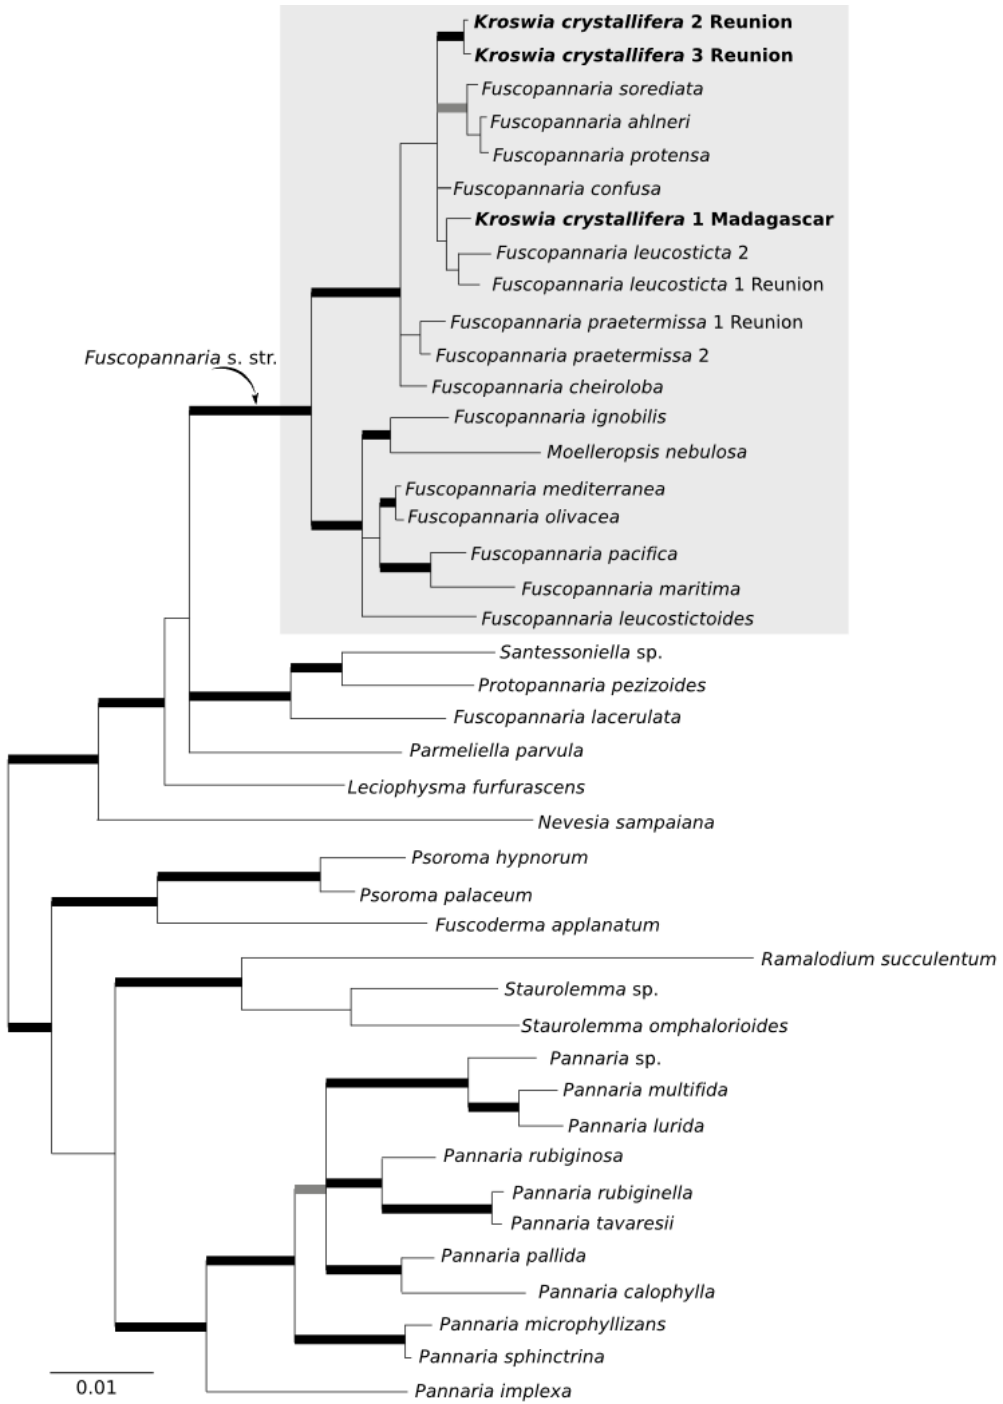 Kroswia crystallifera 2 Reunion
Kroswia crystallifera 3 Reunion
Fuscopannaria sorediata
Fuscopannaria ahlneri
Fuscopannaria protensa
Fuscopannaria confusa
Kroswia crystallifera 1 Madagascar
Fuscopannaria leucosticta 2
Fuscopannaria leucosticta 1 Reunion
Fuscopannaria praetermissa 1 Reunion
Fuscopannaria praetermissa 2
Fuscopannaria s. str.
Fuscopannaria cheiroloba
Fuscopannaria ignobilis
Moelleropsis nebulosa
Fuscopannaria mediterranea
Fuscopannaria olivacea
Fuscopannaria pacifica
Fuscopannaria maritima
Fuscopannaria leucostictoides
Santessoniella sp.
Protopannaria pezizoides
Fuscopannaria lacerulata
Parmeliella parvula
Leciophysma furfurascens
Nevesia sampaiana
Psoroma hypnorum
Psoroma palaceum
Fuscoderma applanatum
Ramalodium succulentum
Staurolemma sp.
Staurolemma omphalorioides
Pannaria sp.
Pannaria multifida
Pannaria lurida
Pannaria rubiginosa
Pannaria rubiginella
Pannaria tavaresii
Pannaria pallida
Pannaria calophylla
Pannaria microphyllizans
Pannaria sphinctrina
0.01
Pannaria implexa